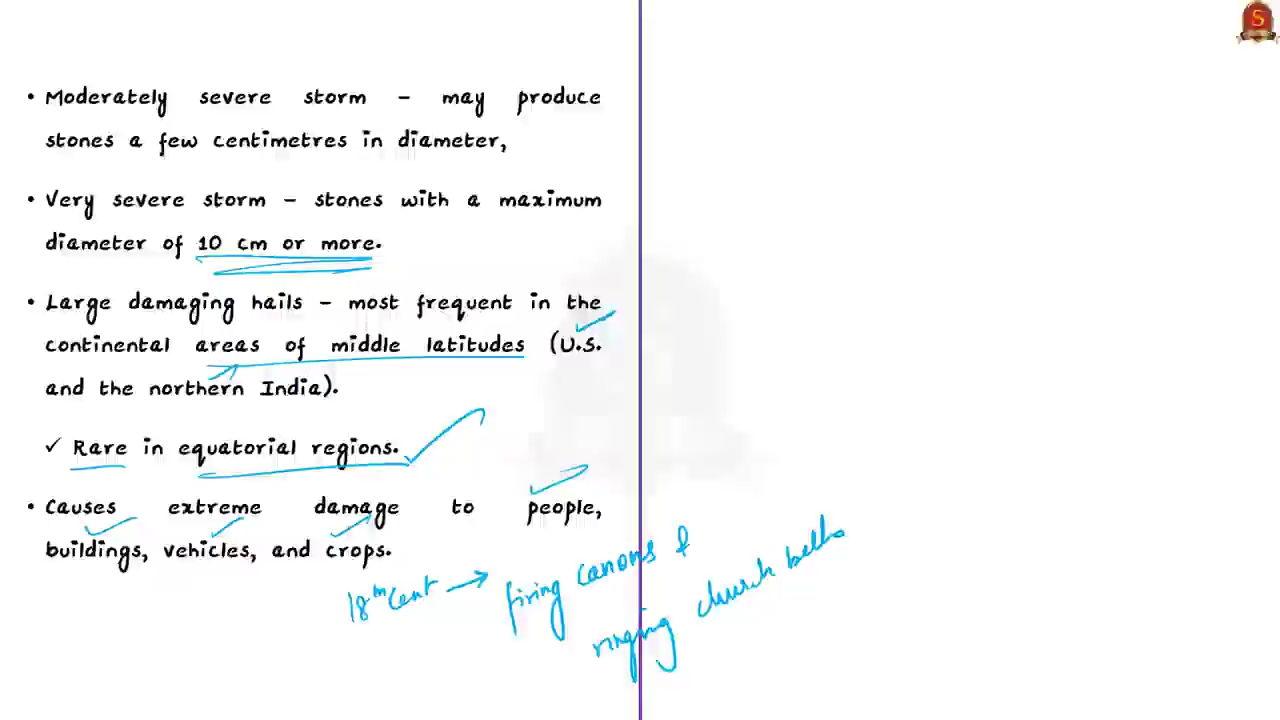 • Moderately severe storm – may produce
stones a few centimetres in diameter,
• Very severe storm – stones with a maximum
diameter of 10 cm or more.
• Large damaging hails – most frequent in the
continental areas of middle latitudes (U.S.
and the northern India).
✓ Rare in equatorial regions.
• Causes extreme damage to people,
buildings, vehicles, and crops.
18th Cent → firing canons &
ringing church bells
S